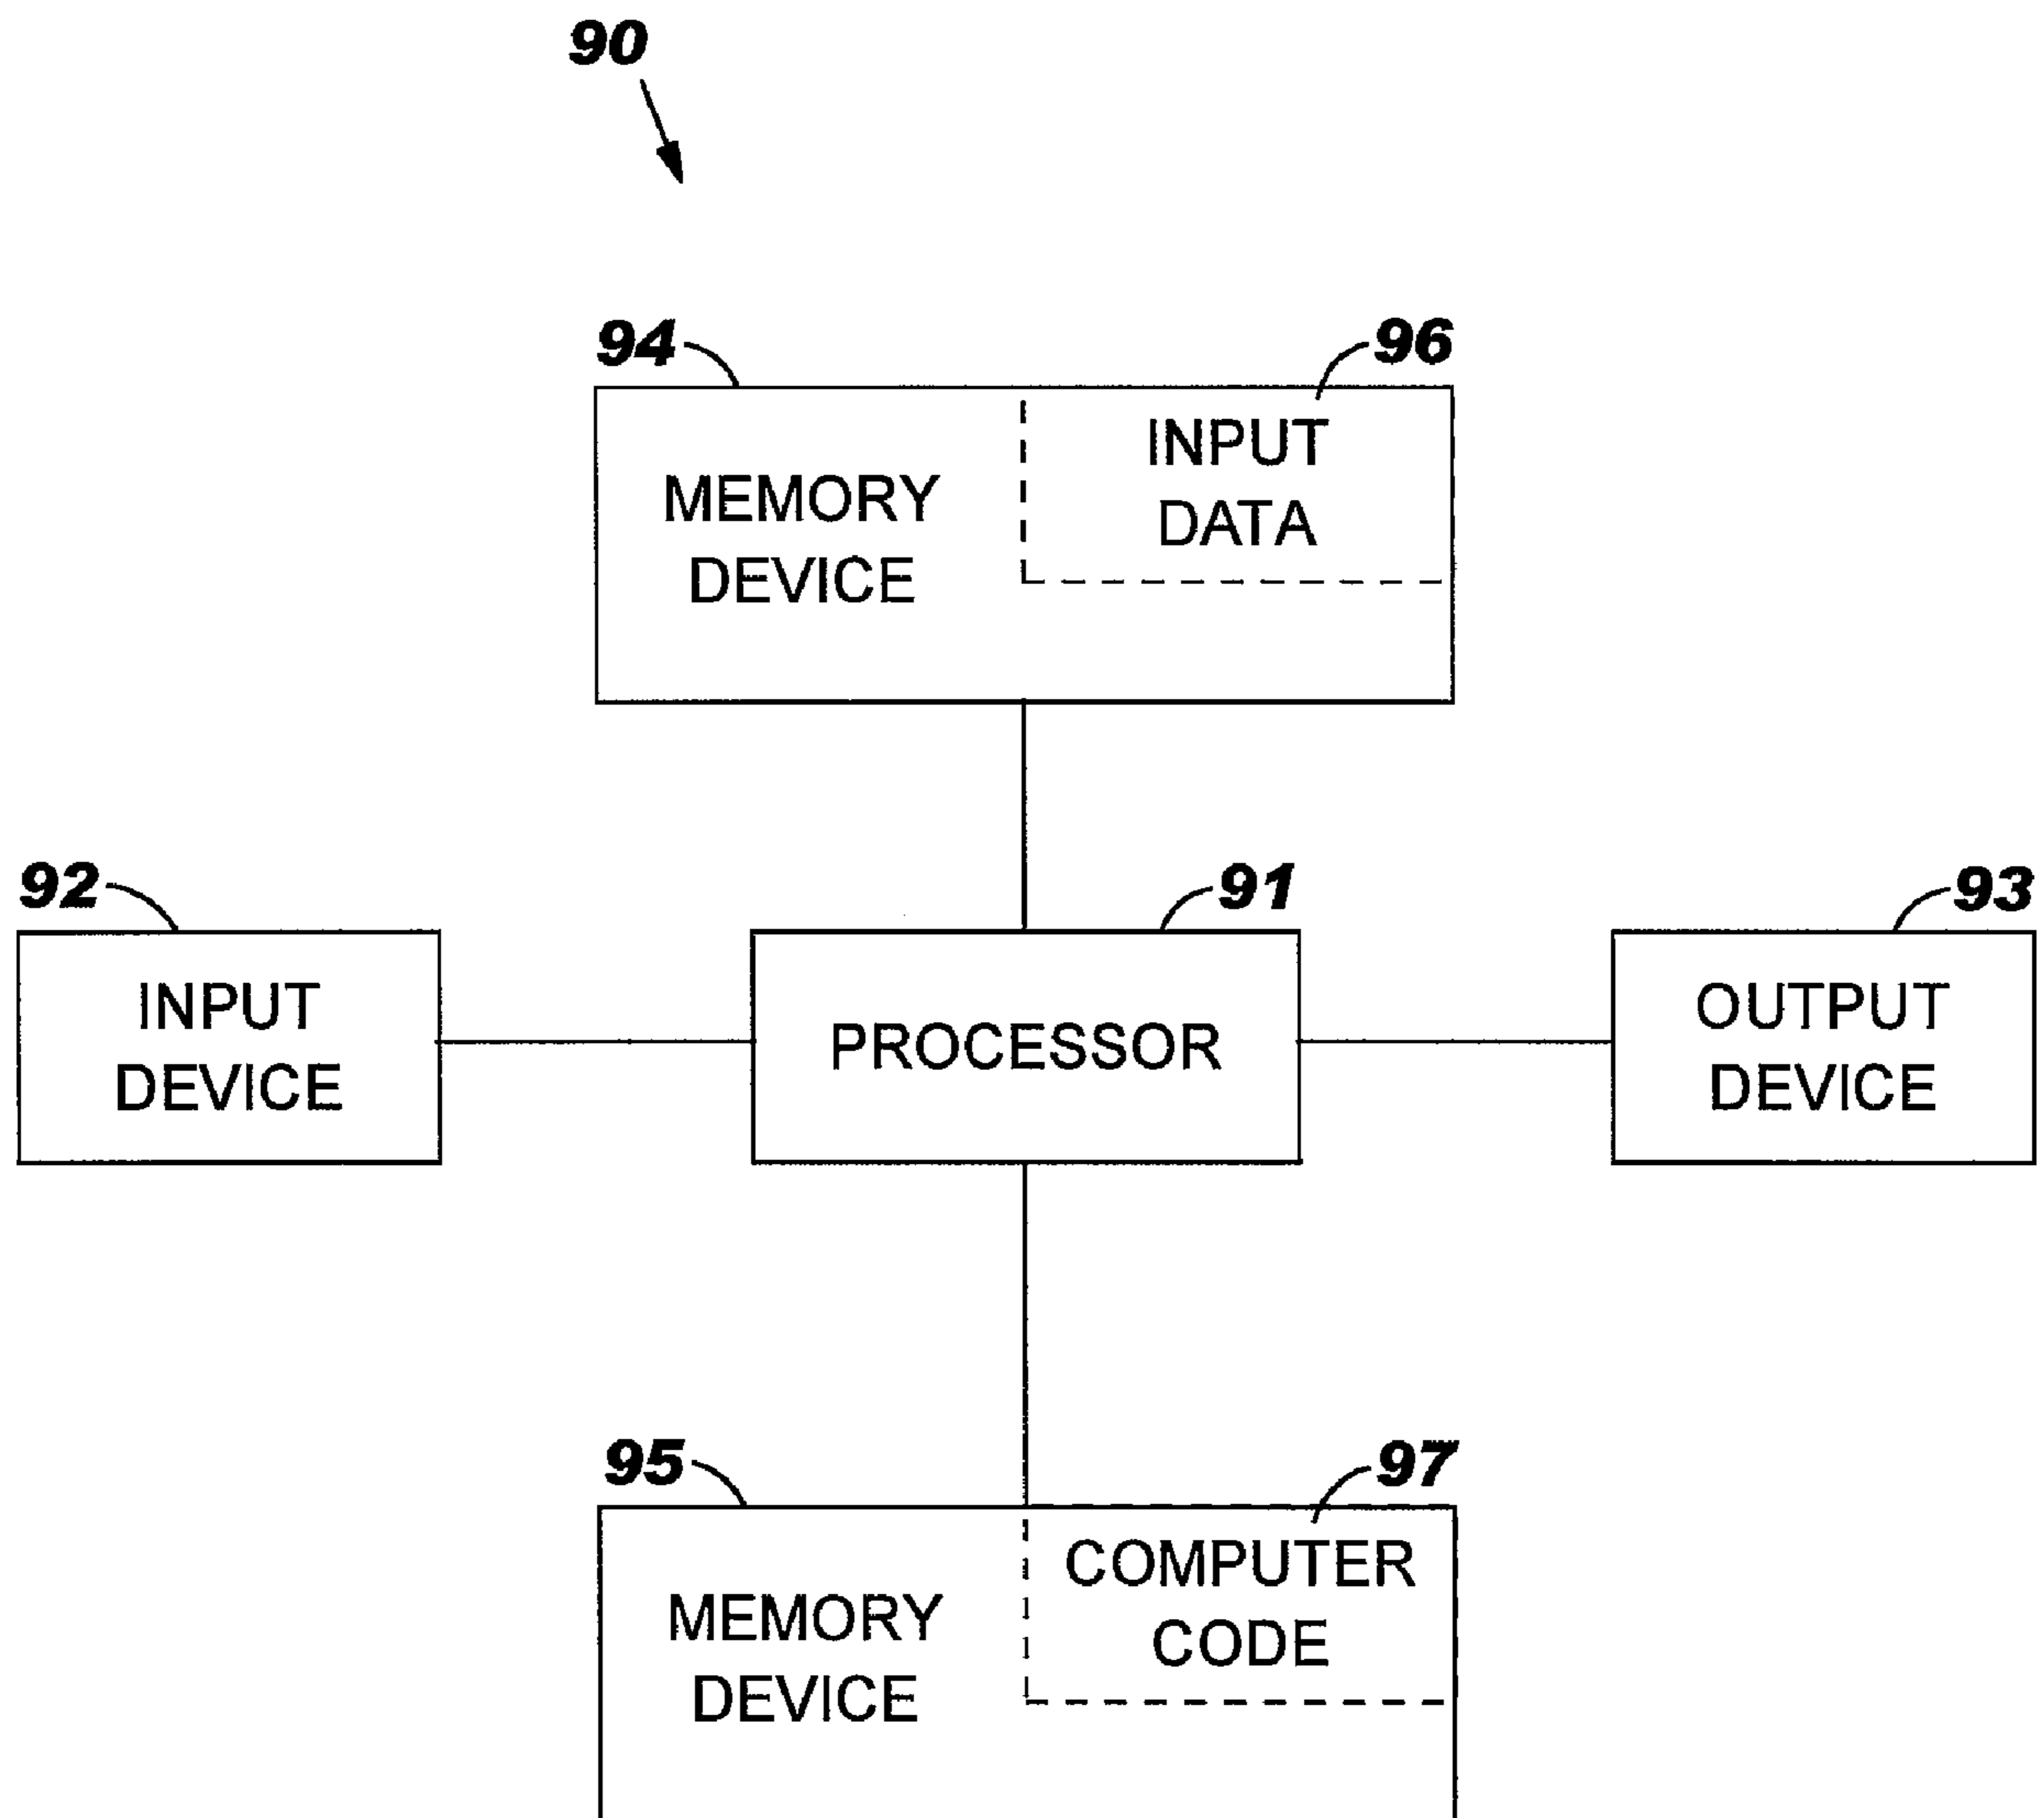 90
94
96
MEMORY
DEVICE
INPUT
DATA
92
91
93
INPUT
DEVICE
PROCESSOR
OUTPUT
DEVICE
95
97
MEMORY
DEVICE
COMPUTER
CODE